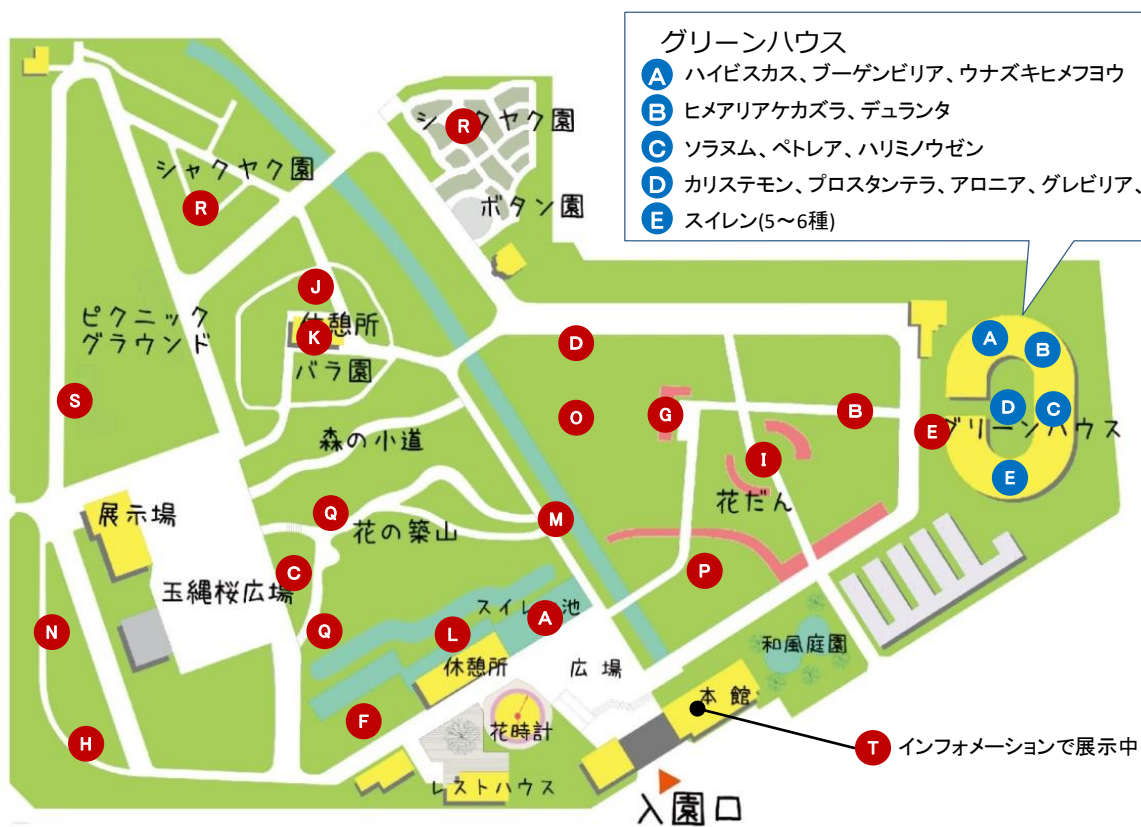 グリーンハウス
A ハイビスカス、ブーゲンビリア、ウナズキヒメフヨウ
B ヒメアリアケカズラ、デュランタ
C ソラヌム、ペトレア、ハリミノウゼン
D カリステモン、プロスタンテラ、アロニア、グレビリア、
E スイレン(5～6種)
シャクヤク園
R
シャクヤク園
R
ボタン園
J
休憩所
K
バラ園
ピクニック
グラウンド
S
D
O
G
B
I
E
A
B
D
C
グリーンハウス
E
森の小道
花だん
展示場
Q
花の築山
M
C
P
玉縄桜広場
N
Q
スイレン池
A
L
休憩所
広場
和風庭園
本館
F
花時計
H
T インフォメーションで展示中
レストハウス
入園口